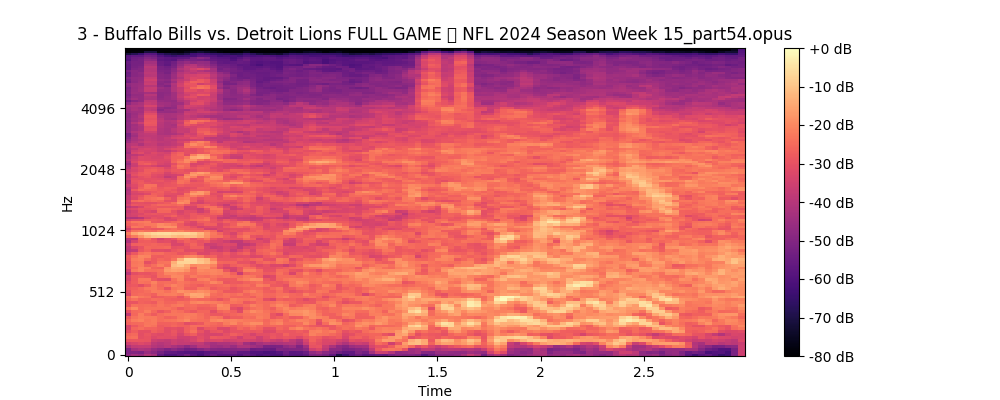 3 - Buffalo Bills vs. Detroit Lions FULL GAME ▯ NFL 2024 Season Week 15_part54.opus
Hz
4096
2048
1024
512
0
0
0.5
1
1.5
2
2.5
Time
+0 dB
-10 dB
-20 dB
-30 dB
-40 dB
-50 dB
-60 dB
-70 dB
-80 dB